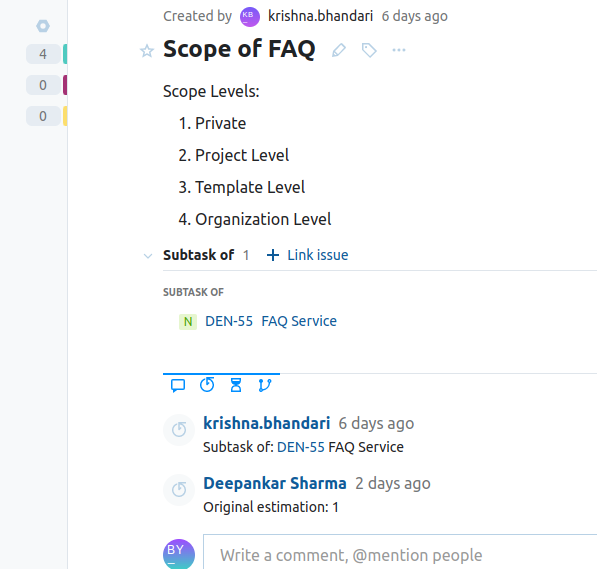 Created by KB krishna.bhandari 6 days ago
4
Scope of FAQ
0
Scope Levels:
0
1. Private
2. Project Level
3. Template Level
4. Organization Level
Subtask of 1 + Link issue
SUBTASK OF
N DEN-55 FAQ Service
krishna.bhandari 6 days ago
Subtask of: DEN-55 FAQ Service
Deepankar Sharma 2 days ago
Original estimation: 1
BY
Write a comment, @mention people